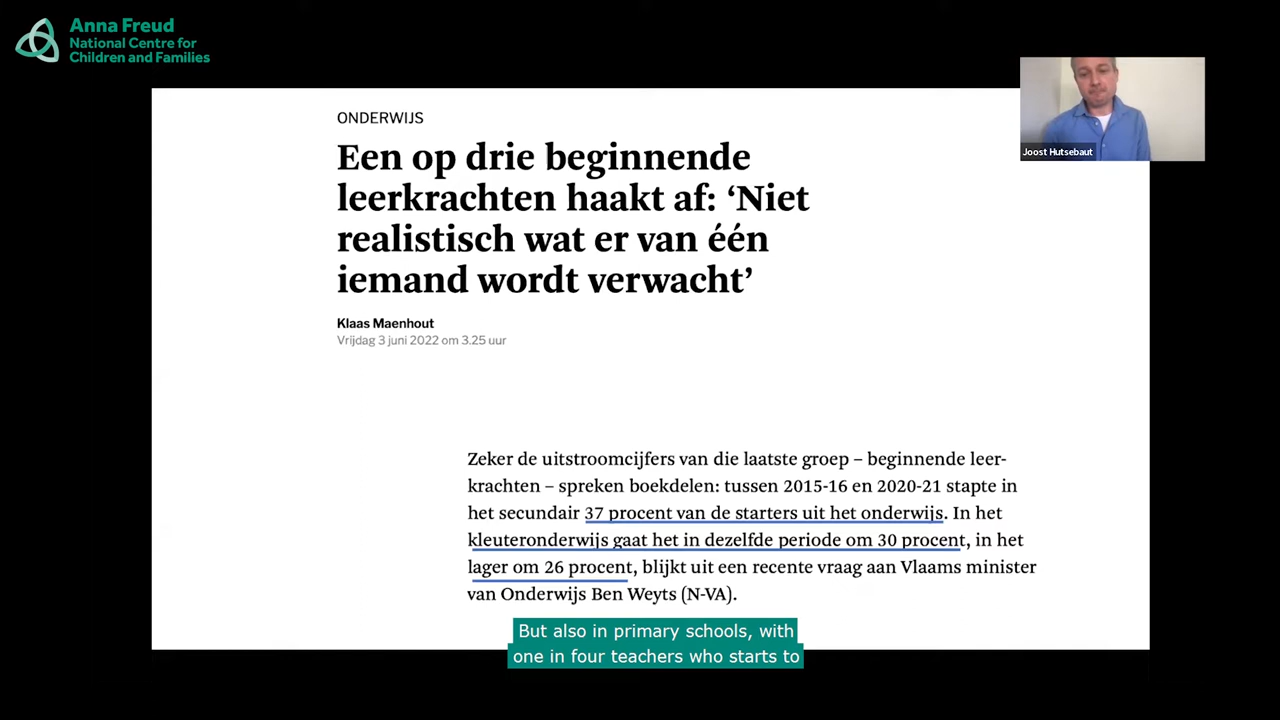 Anna Freud
National Centre for
Children and Families
Joost Hutsebaut
ONDERWIJS
Een op drie beginnende
leerkrachten haakt af: ‘Niet
realistisch wat er van één
iemand wordt verwacht’
Klaas Maenhout
Vrijdag 3 juni 2022 om 3.25 uur
Zeker de uitstroomcijfers van die laatste groep – beginnende leer-
krachten – spreken boekdelen: tussen 2015-16 en 2020-21 stapte in
het secundair 37 procent van de starters uit het onderwijs. In het
kleuteronderwijs gaat het in dezelfde periode om 30 procent, in het
lager om 26 procent, blijkt uit een recente vraag aan Vlaams minister
van Onderwijs Ben Weyts (N-VA).
But also in primary schools, with
one in four teachers who starts to